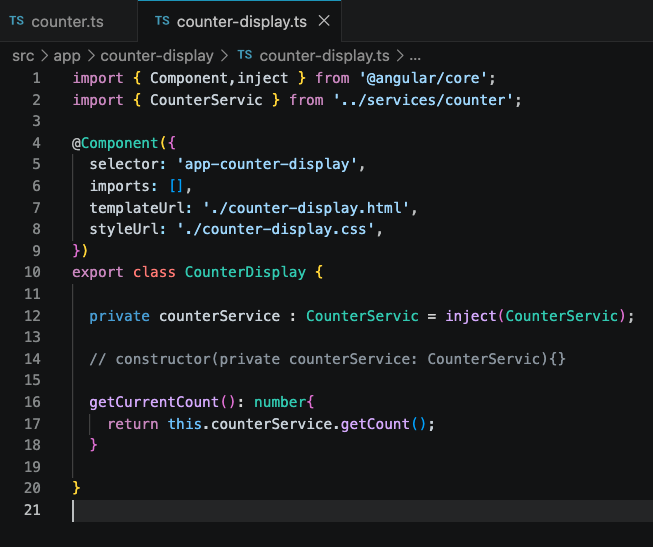 TS counter.ts TS counter-display.ts ×
src > app > counter-display > TS counter-display.ts > ...
1 import { Component,inject } from '@angular/core';
2 import { CounterServic } from '../services/counter';
3
4 @Component({
5   selector: 'app-counter-display',
6   imports: [],
7   templateUrl: './counter-display.html',
8   styleUrl: './counter-display.css',
9 })
10 export class CounterDisplay {
11
12   private counterService : CounterServic = inject(CounterServic);
13
14   // constructor(private counterService: CounterServic){}
15
16   getCurrentCount(): number{
17     return this.counterService.getCount();
18   }
19
20 }
21